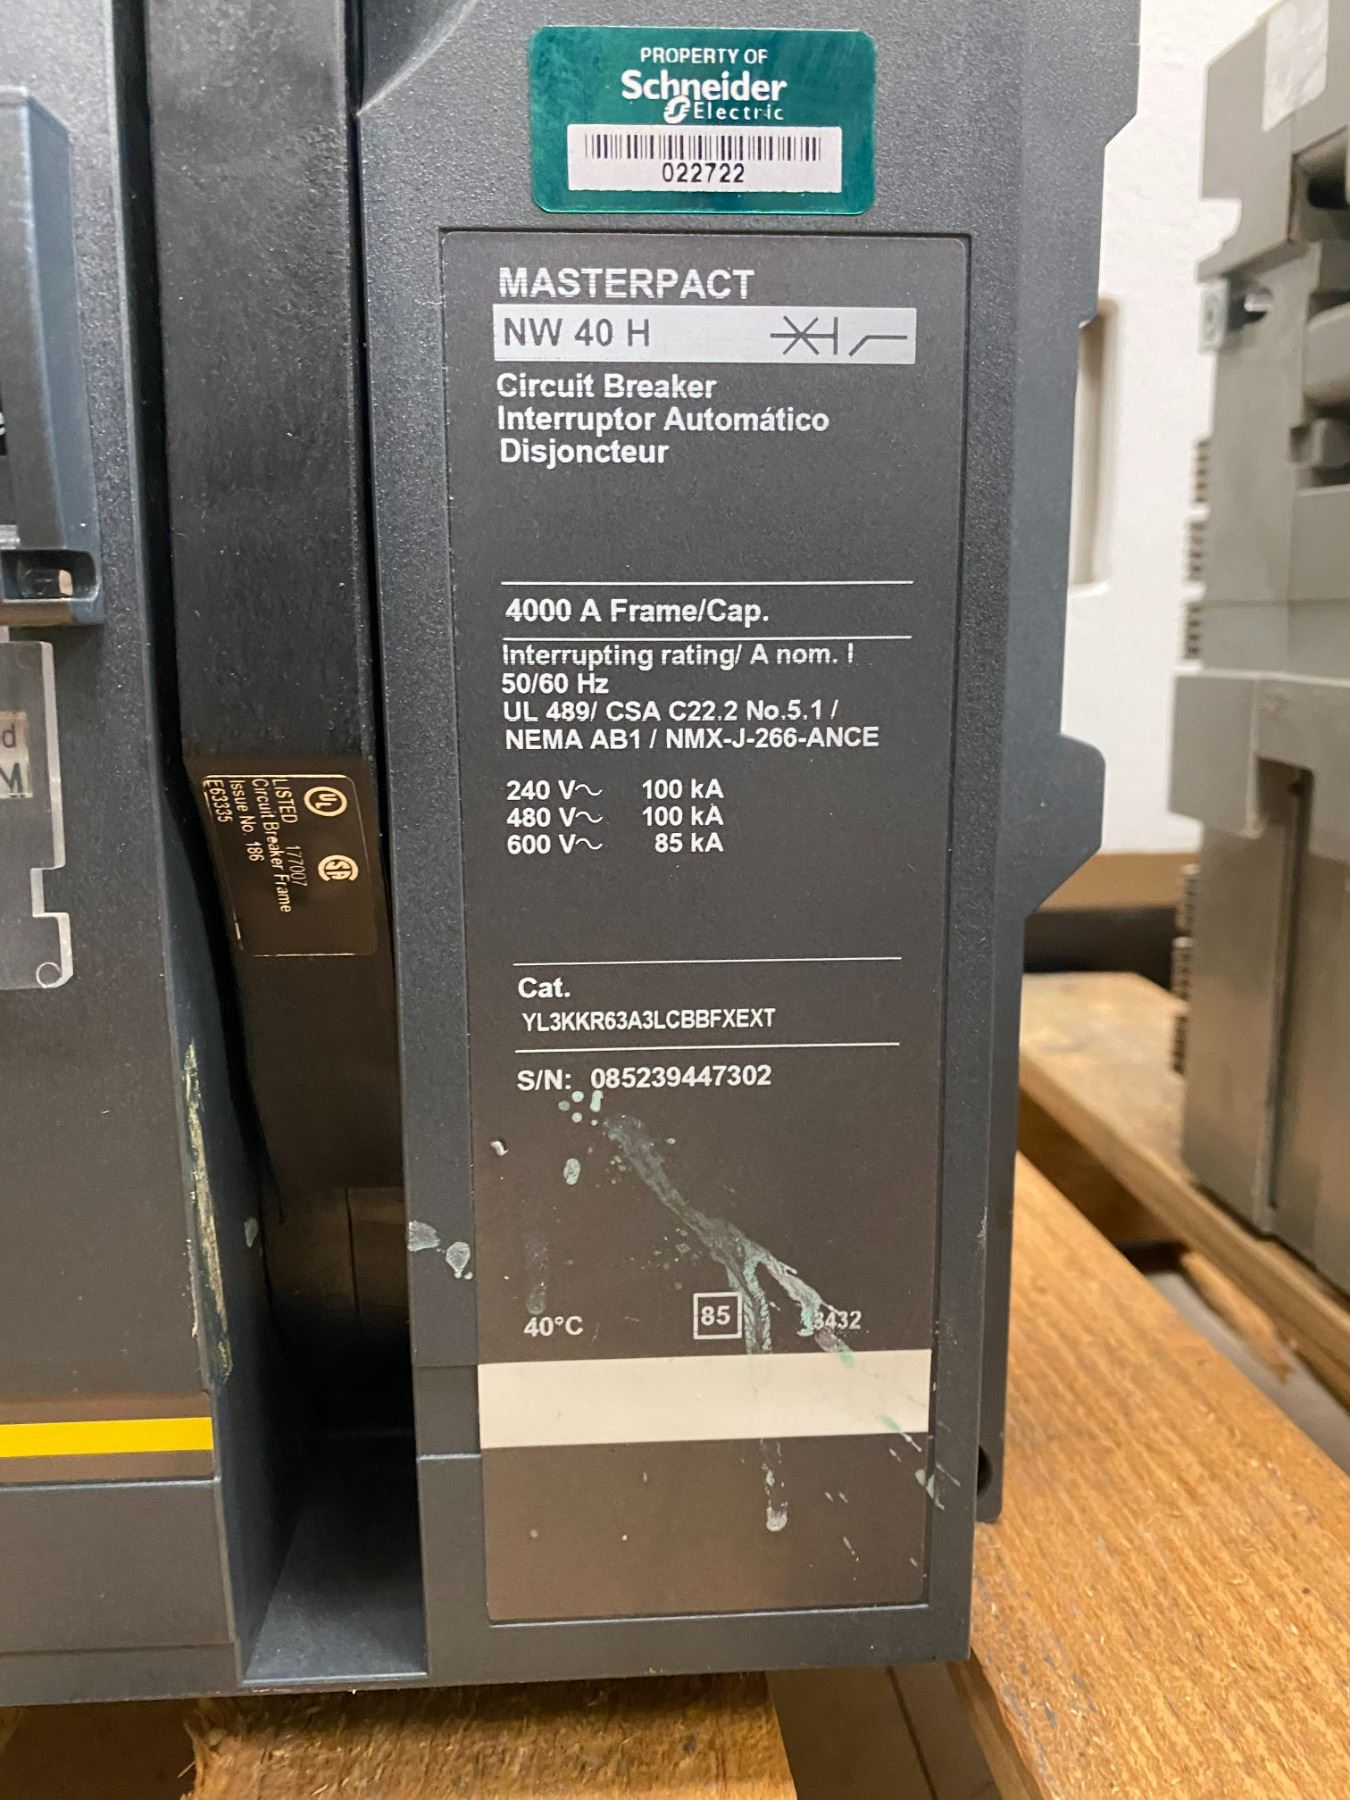 PROPERTY OF
Schneider
Electric
022722
MASTERPACT
NW 40 H
Circuit Breaker
Interruptor Automático
Disjoncteur
4000 A Frame/Cap.
Interrupting rating/ A nom. I
50/60 Hz
UL 489/ CSA C22.2 No.5.1 /
NEMA AB1 / NMX-J-266-ANCE
240 V～ 100 kA
480 V～ 100 kA
600 V～ 85 kA
Cat.
YL3KKR63A3LCBBFXEXT
S/N: 085239447302
40°C 85
UL SA
LISTED 177007
Circuit Breaker Frame
Issue No. 186
E63335
d
M